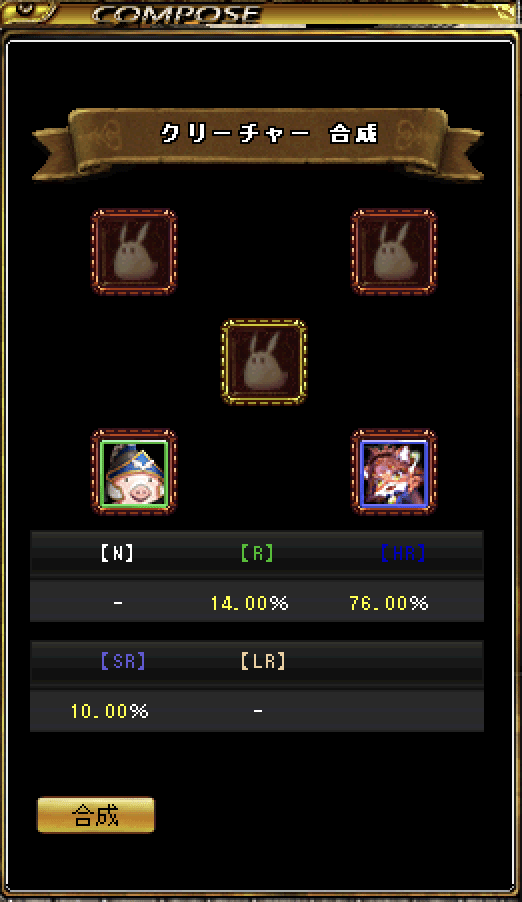 COMPOSE
クリーチャー 合成
[N] [R] [HR]
- 14.00% 76.00%
[SR] [LR]
10.00% -
合成